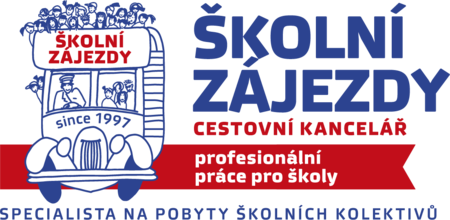 ŠKOLNÍ
ZÁJEZDY
since 1997
ŠKOLNÍ
ZÁJEZDY
CESTOVNÍ KANCELÁŘ
profesionální
práce pro školy
SPECIALISTA NA POBYTY ŠKOLNÍCH KOLEKTIVŮ